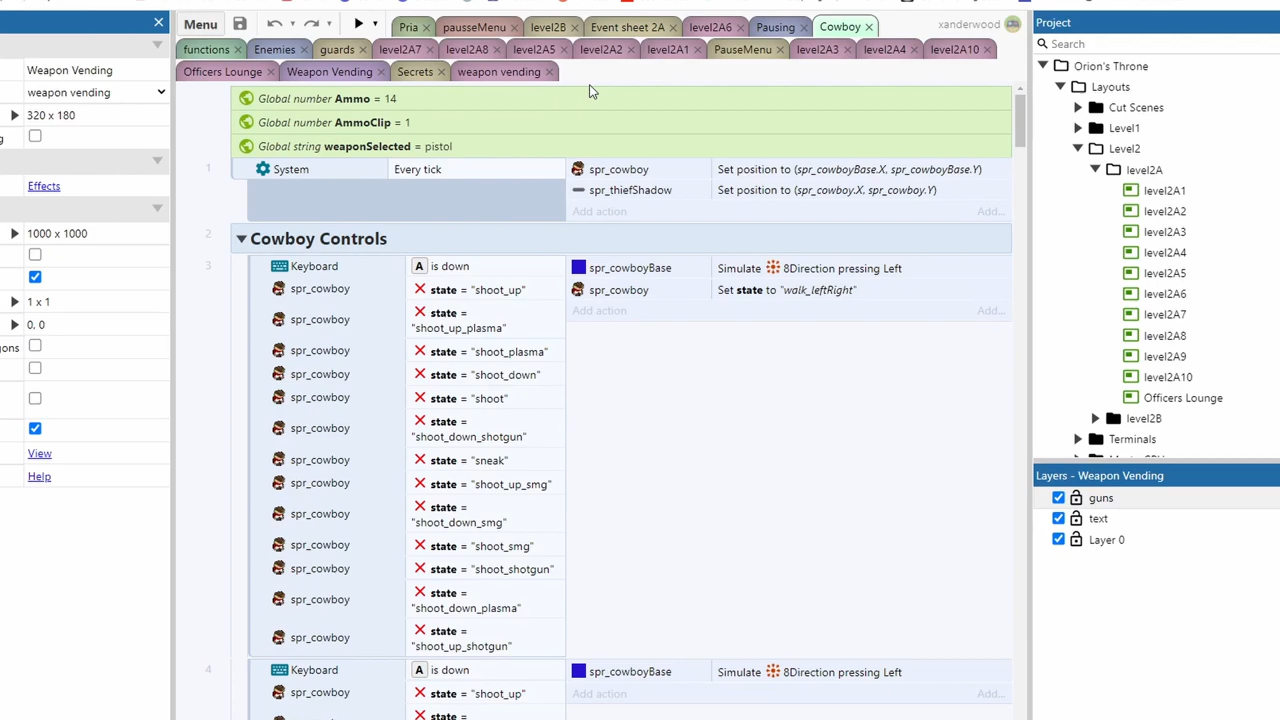 Menu Pria pausseMenu level2B Event sheet 2A level2A6 Pausing Cowboy xanderwood
functions Enemies guards level2A7 level2A8 level2A5 level2A2 level2A1 PauseMenu level2A3 level2A4 level2A10
Officers Lounge Weapon Vending Secrets weapon vending
Weapon Vending
weapon vending
320 x 180
ng
Effects
1000 x 1000
1 x 1
0, 0
gons
View
Help
Global number Ammo = 14
Global number AmmoClip = 1
Global string weaponSelected = pistol
1 System Every tick spr_cowboy Set position to (spr_cowboyBase.X, spr_cowboyBase.Y)
spr_thiefShadow Set position to (spr_cowboy.X, spr_cowboy.Y)
Add action Add...
2 Cowboy Controls
3 Keyboard A is down spr_cowboyBase Simulate 8Direction pressing Left
spr_cowboy state = "shoot_up" spr_cowboy Set state to "walk_leftRight"
Add action Add...
spr_cowboy state = "shoot_up_plasma"
spr_cowboy state = "shoot_plasma"
spr_cowboy state = "shoot_down"
spr_cowboy state = "shoot"
spr_cowboy state = "shoot_down_shotgun"
spr_cowboy state = "sneak"
spr_cowboy state = "shoot_up_smg"
spr_cowboy state = "shoot_down_smg"
spr_cowboy state = "shoot_smg"
spr_cowboy state = "shoot_shotgun"
spr_cowboy state = "shoot_down_plasma"
spr_cowboy state = "shoot_up_shotgun"
4 Keyboard A is down spr_cowboyBase Simulate 8Direction pressing Left
spr_cowboy state = "shoot_up" Add action Add...
state =
Project
Search
Orion's Throne
Layouts
Cut Scenes
Level1
Level2
level2A
level2A1
level2A2
level2A3
level2A4
level2A5
level2A6
level2A7
level2A8
level2A9
level2A10
Officers Lounge
level2B
Terminals
Layers - Weapon Vending
guns
text
Layer 0